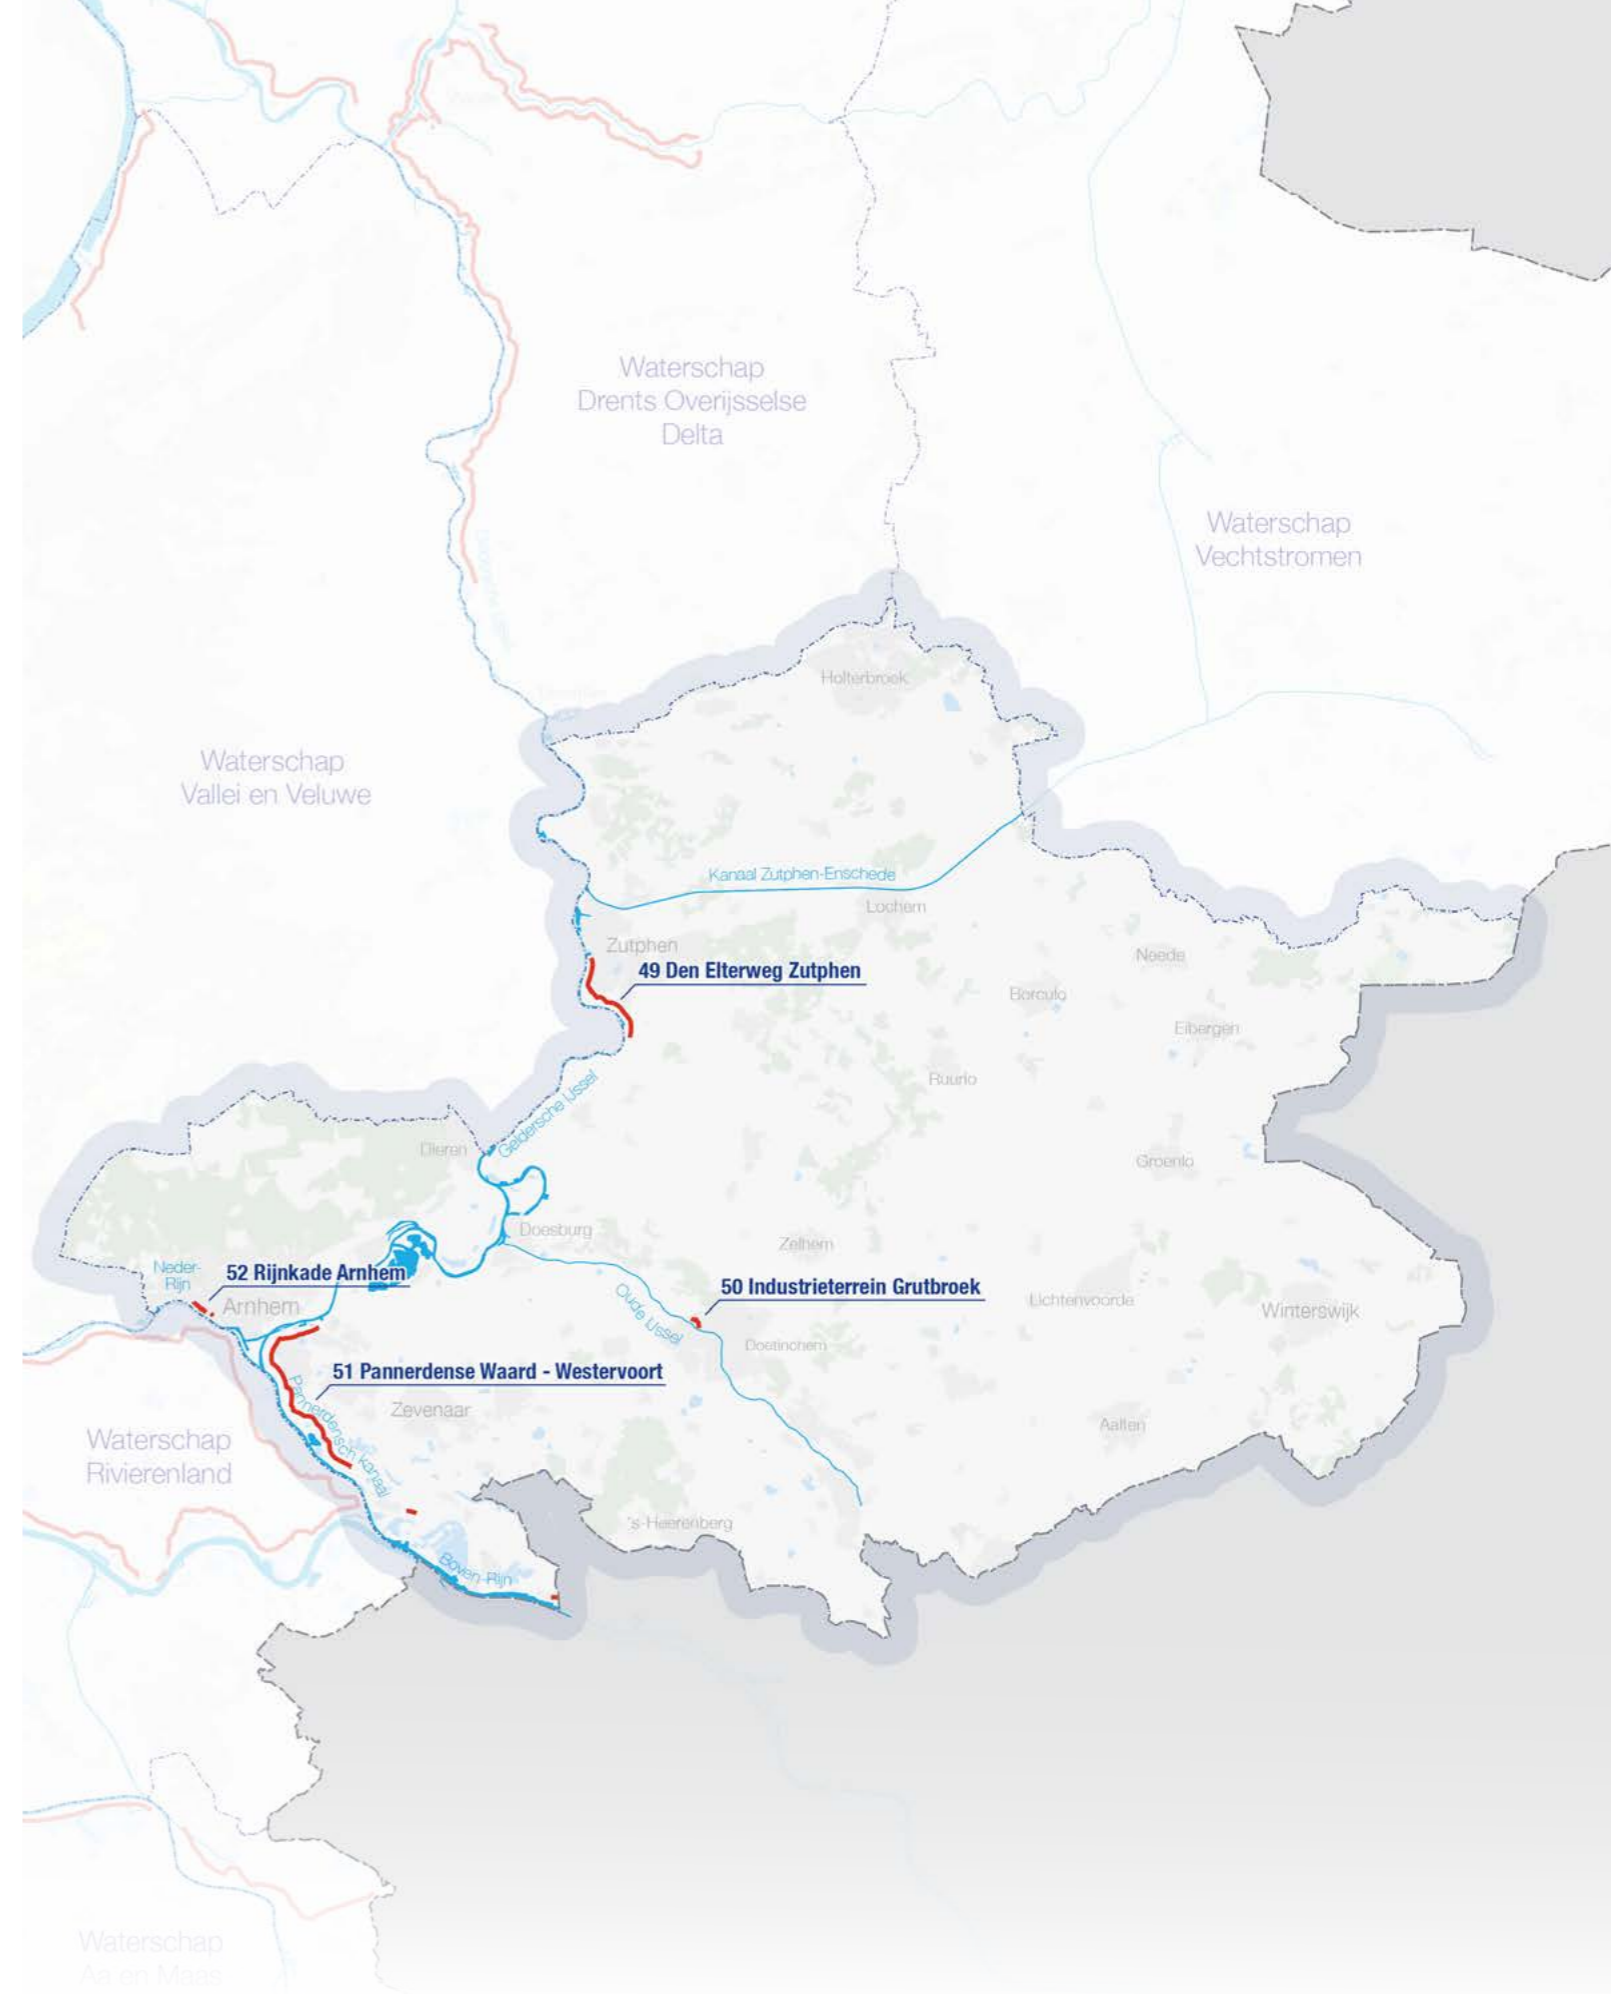 Waterschap
Drents Overijsselse
Delta
Waterschap
Vechtstromen
Holterbroek
Waterschap
Vallei en Veluwe
Kanaal Zutphen-Enschede
Lochem
Zutphen
49 Den Elterweg Zutphen
Neede
Borculo
Eibergen
Ruurlo
Geldersche IJssel
Dieren
Groenlo
Doesburg
Zelhem
Neder-
Rijn
52 Rijnkade Arnhem
Arnhem
50 Industrieterrein Grutbroek
Oude IJssel
Lichtenvoorde
Winterswijk
Doetinchem
51 Pannerdense Waard - Westervoort
Pannerdensch kanaal
Zevenaar
Aalten
Waterschap
Rivierenland
's-Heerenberg
Boven-Rijn
Waterschap
Aa en Maas